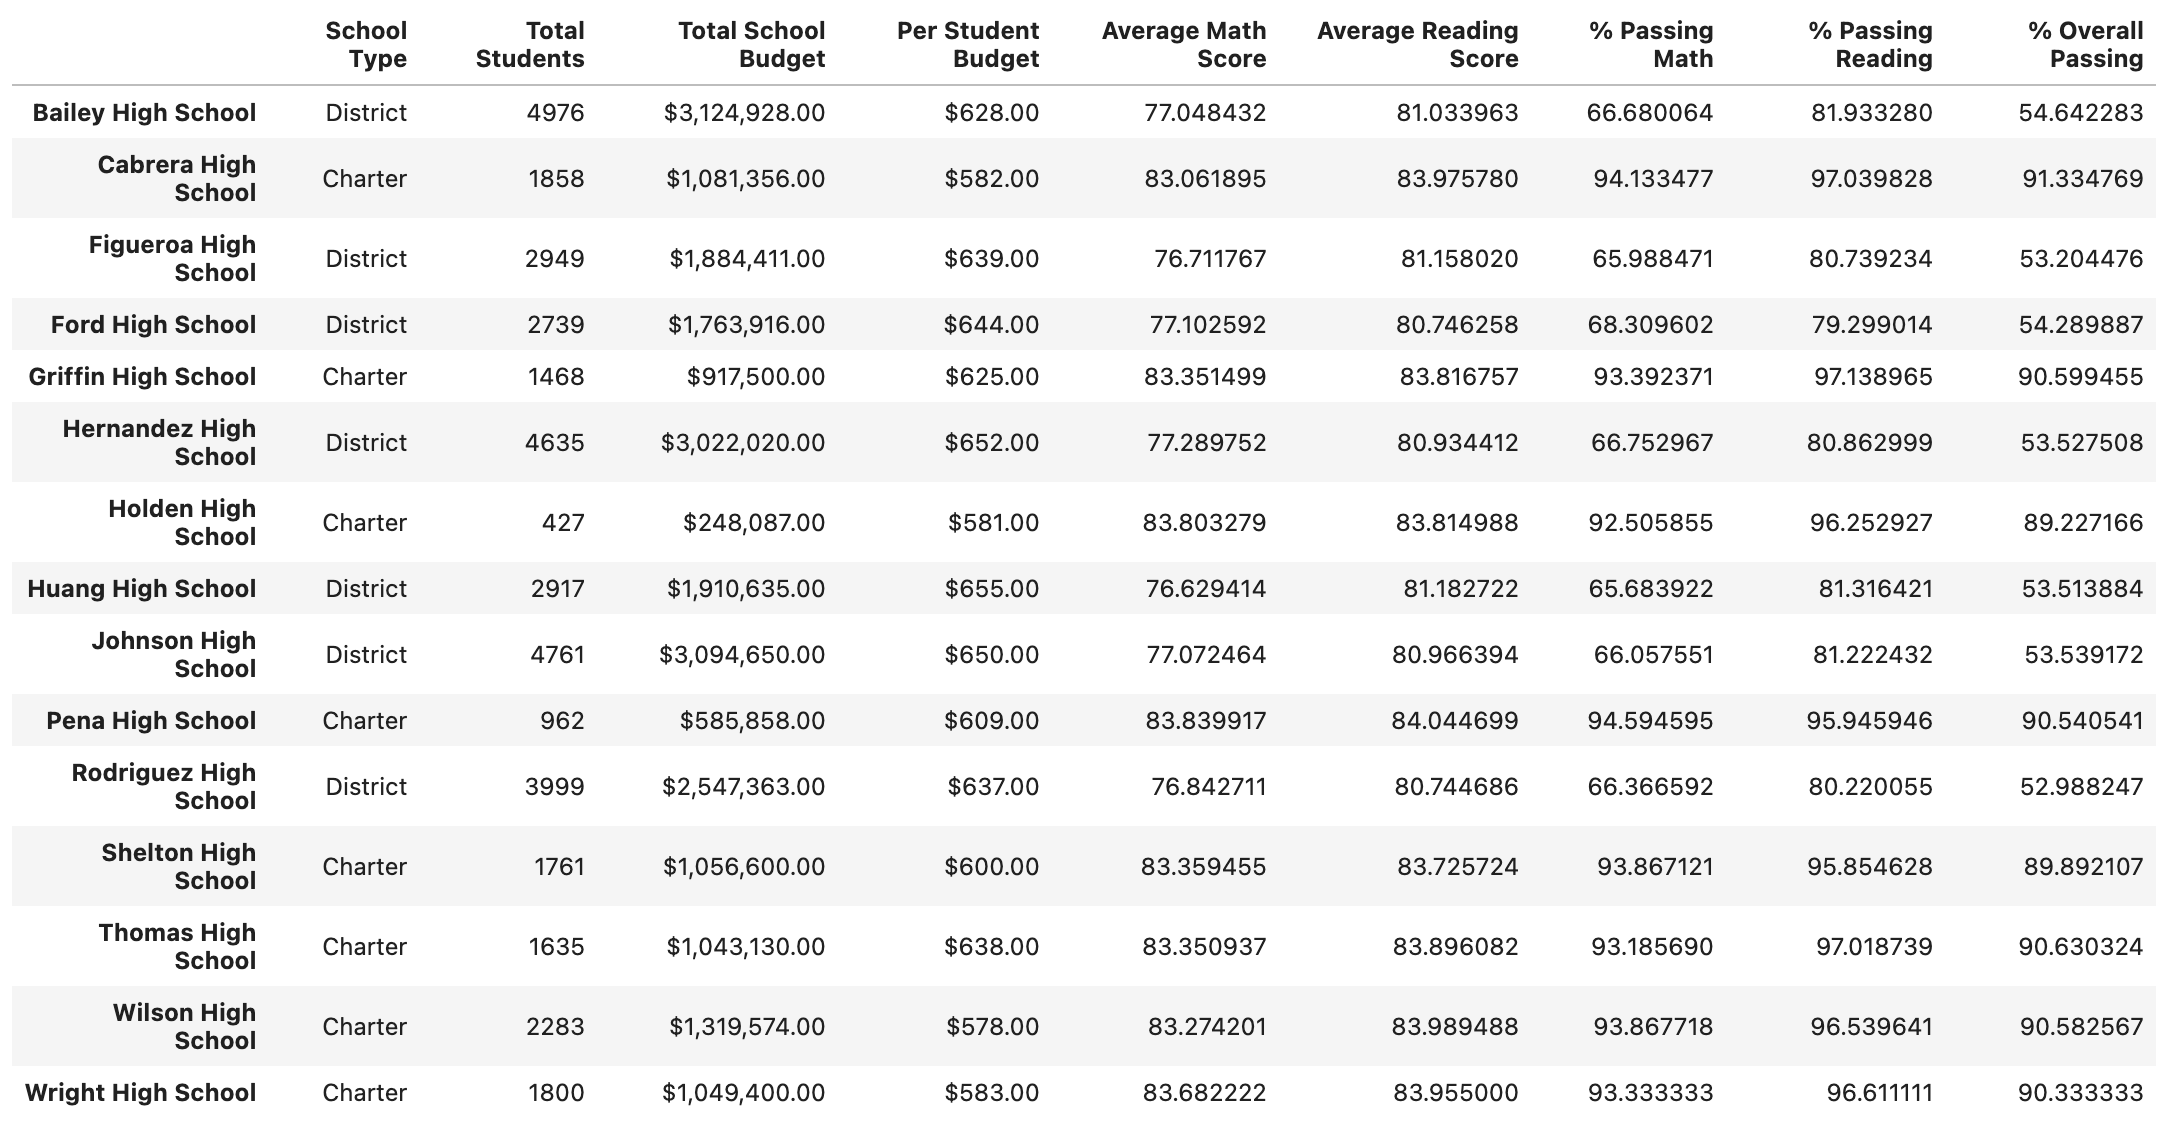 School Type Total Students Total School Budget Per Student Budget Average Math Score Average Reading Score % Passing Math % Passing Reading % Overall Passing
Bailey High School District 4976 $3,124,928.00 $628.00 77.048432 81.033963 66.680064 81.933280 54.642283
Cabrera High School Charter 1858 $1,081,356.00 $582.00 83.061895 83.975780 94.133477 97.039828 91.334769
Figueroa High School District 2949 $1,884,411.00 $639.00 76.711767 81.158020 65.988471 80.739234 53.204476
Ford High School District 2739 $1,763,916.00 $644.00 77.102592 80.746258 68.309602 79.299014 54.289887
Griffin High School Charter 1468 $917,500.00 $625.00 83.351499 83.816757 93.392371 97.138965 90.599455
Hernandez High School District 4635 $3,022,020.00 $652.00 77.289752 80.934412 66.752967 80.862999 53.527508
Holden High School Charter 427 $248,087.00 $581.00 83.803279 83.814988 92.505855 96.252927 89.227166
Huang High School District 2917 $1,910,635.00 $655.00 76.629414 81.182722 65.683922 81.316421 53.513884
Johnson High School District 4761 $3,094,650.00 $650.00 77.072464 80.966394 66.057551 81.222432 53.539172
Pena High School Charter 962 $585,858.00 $609.00 83.839917 84.044699 94.594595 95.945946 90.540541
Rodriguez High School District 3999 $2,547,363.00 $637.00 76.842711 80.744686 66.366592 80.220055 52.988247
Shelton High School Charter 1761 $1,056,600.00 $600.00 83.359455 83.725724 93.867121 95.854628 89.892107
Thomas High School Charter 1635 $1,043,130.00 $638.00 83.350937 83.896082 93.185690 97.018739 90.630324
Wilson High School Charter 2283 $1,319,574.00 $578.00 83.274201 83.989488 93.867718 96.539641 90.582567
Wright High School Charter 1800 $1,049,400.00 $583.00 83.682222 83.955000 93.333333 96.611111 90.333333